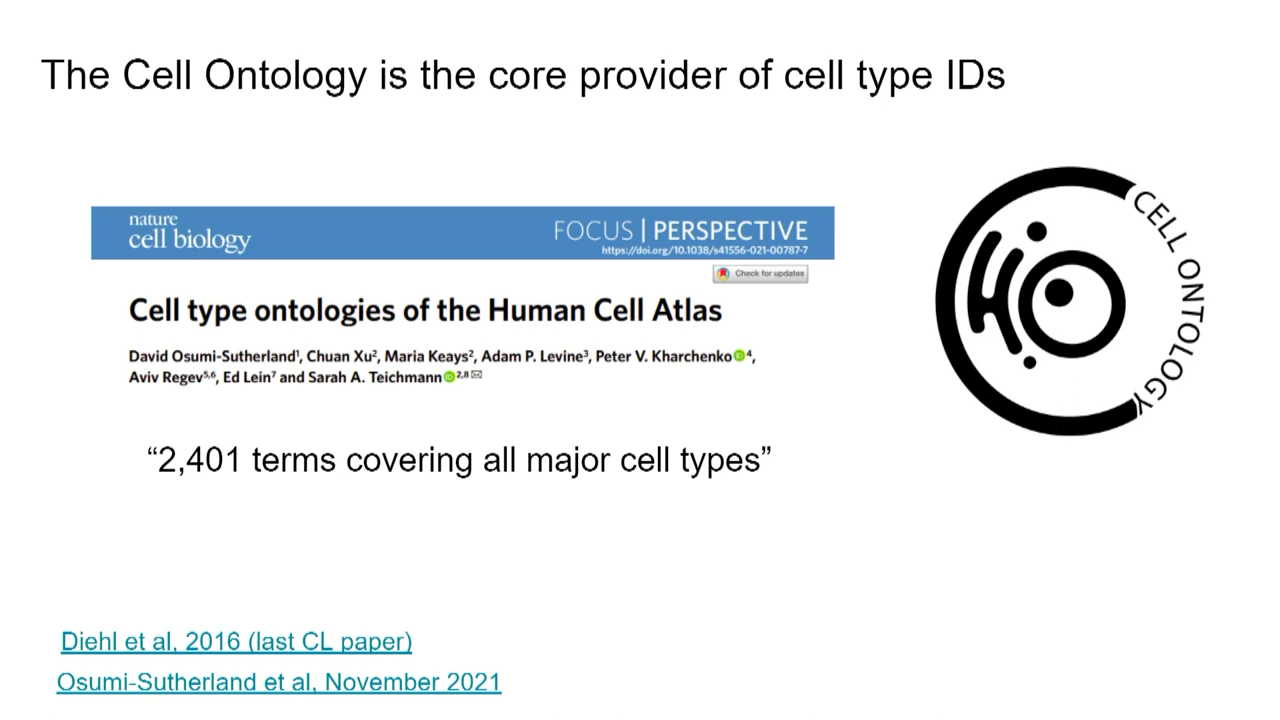 The Cell Ontology is the core provider of cell type IDs
nature
cell biology
FOCUS | PERSPECTIVE
https://doi.org/10.1038/s41556-021-00787-7
Check for updates
Cell type ontologies of the Human Cell Atlas
David Osumi-Sutherland¹, Chuan Xu², Maria Keays², Adam P. Levine³, Peter V. Kharchenko⁴,
Aviv Regev⁵,⁶, Ed Lein⁷ and Sarah A. Teichmann²,⁸✉
CELL ONTOLOGY
“2,401 terms covering all major cell types”
Diehl et al, 2016 (last CL paper)
Osumi-Sutherland et al, November 2021